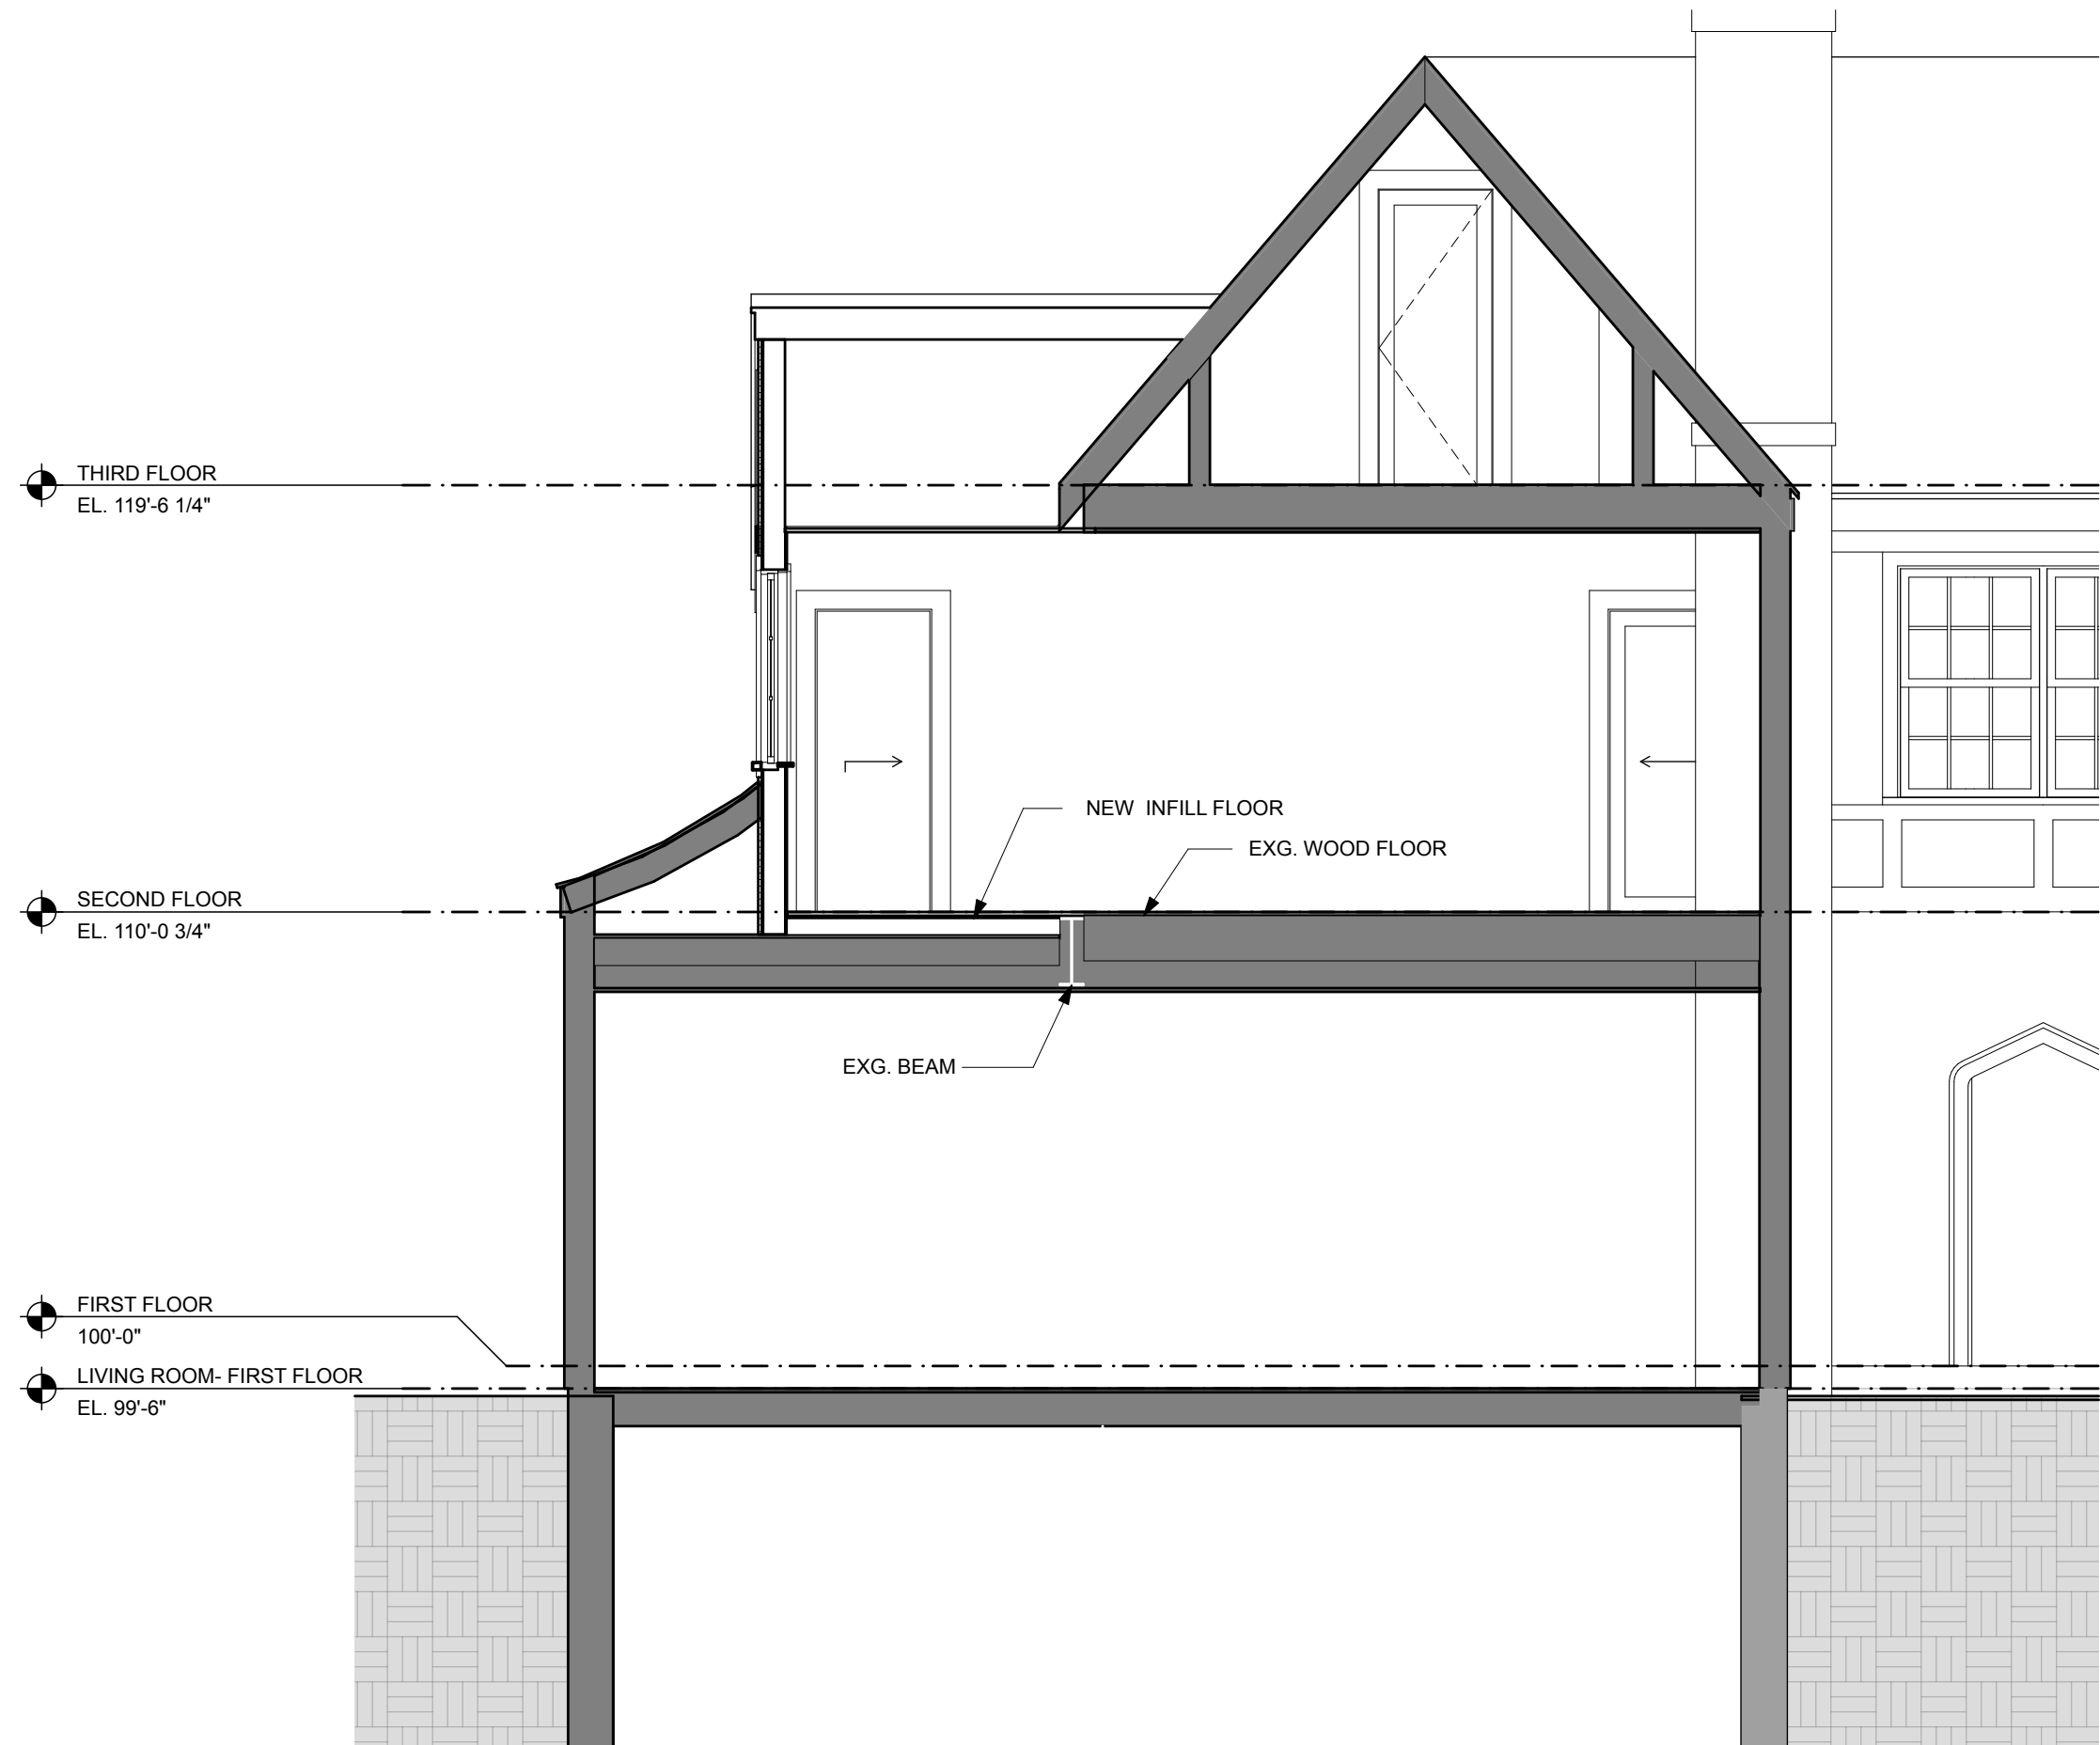 THIRD FLOOR
EL. 119'-6 1/4"
NEW  INFILL FLOOR
EXG. WOOD FLOOR
SECOND FLOOR
EL. 110'-0 3/4"
EXG. BEAM
FIRST FLOOR
100'-0"
LIVING ROOM- FIRST FLOOR
EL. 99'-6"